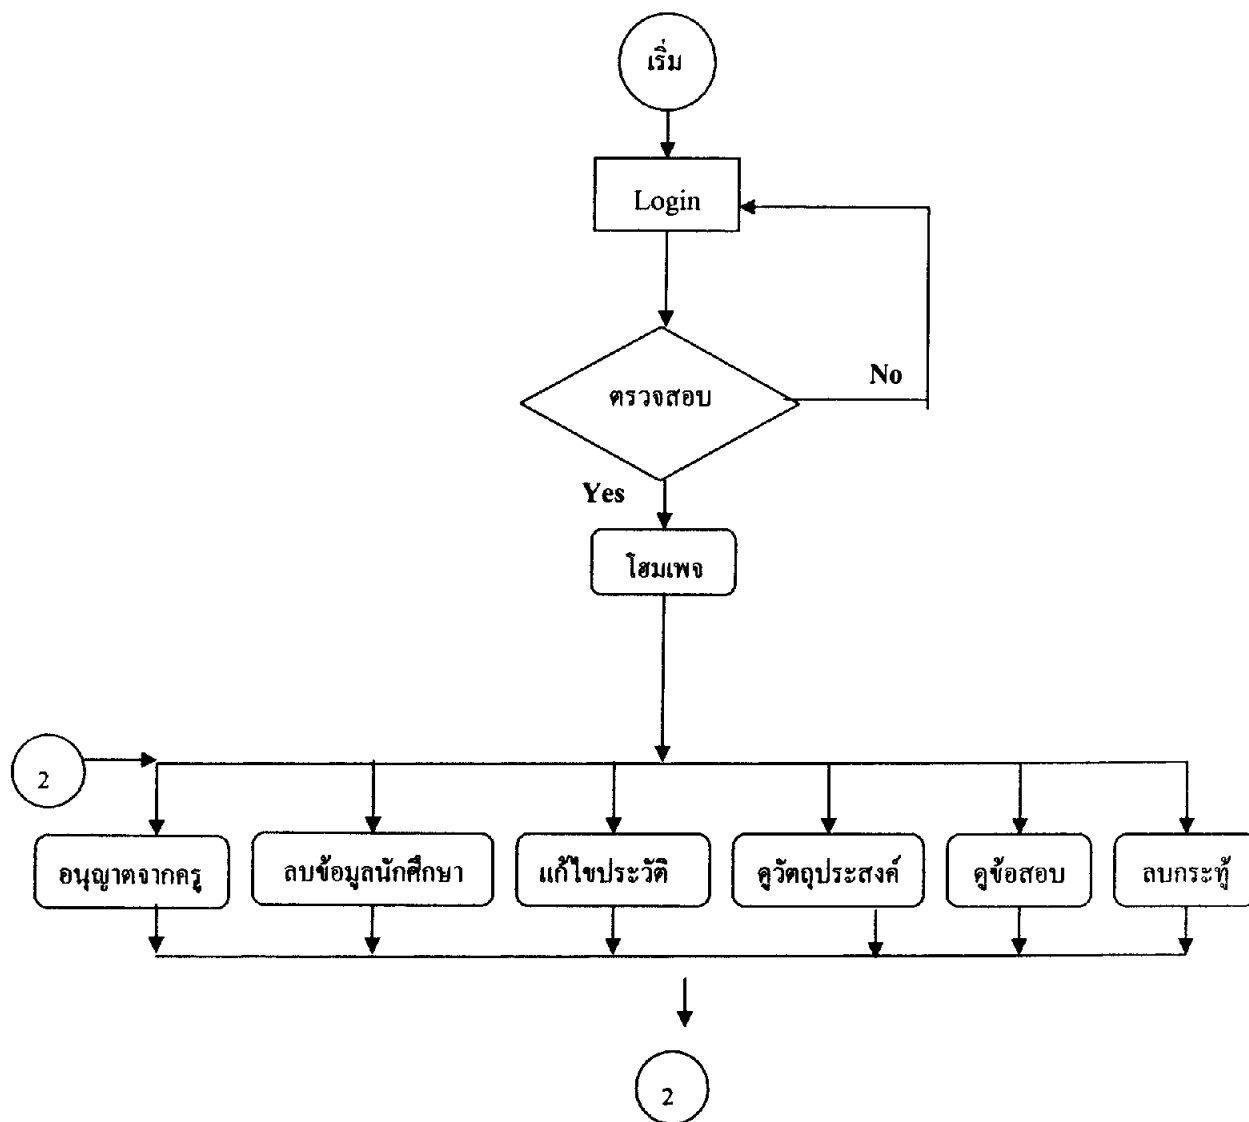 เริ่ม
Login
ตรวจสอบ
No
Yes
โฮมเพจ
2
อนุญาตจากครู
ลบข้อมูลนักศึกษา
แก้ไขประวัติ
ดูวัตถุประสงค์
ดูข้อสอบ
ลบกระทู้
2